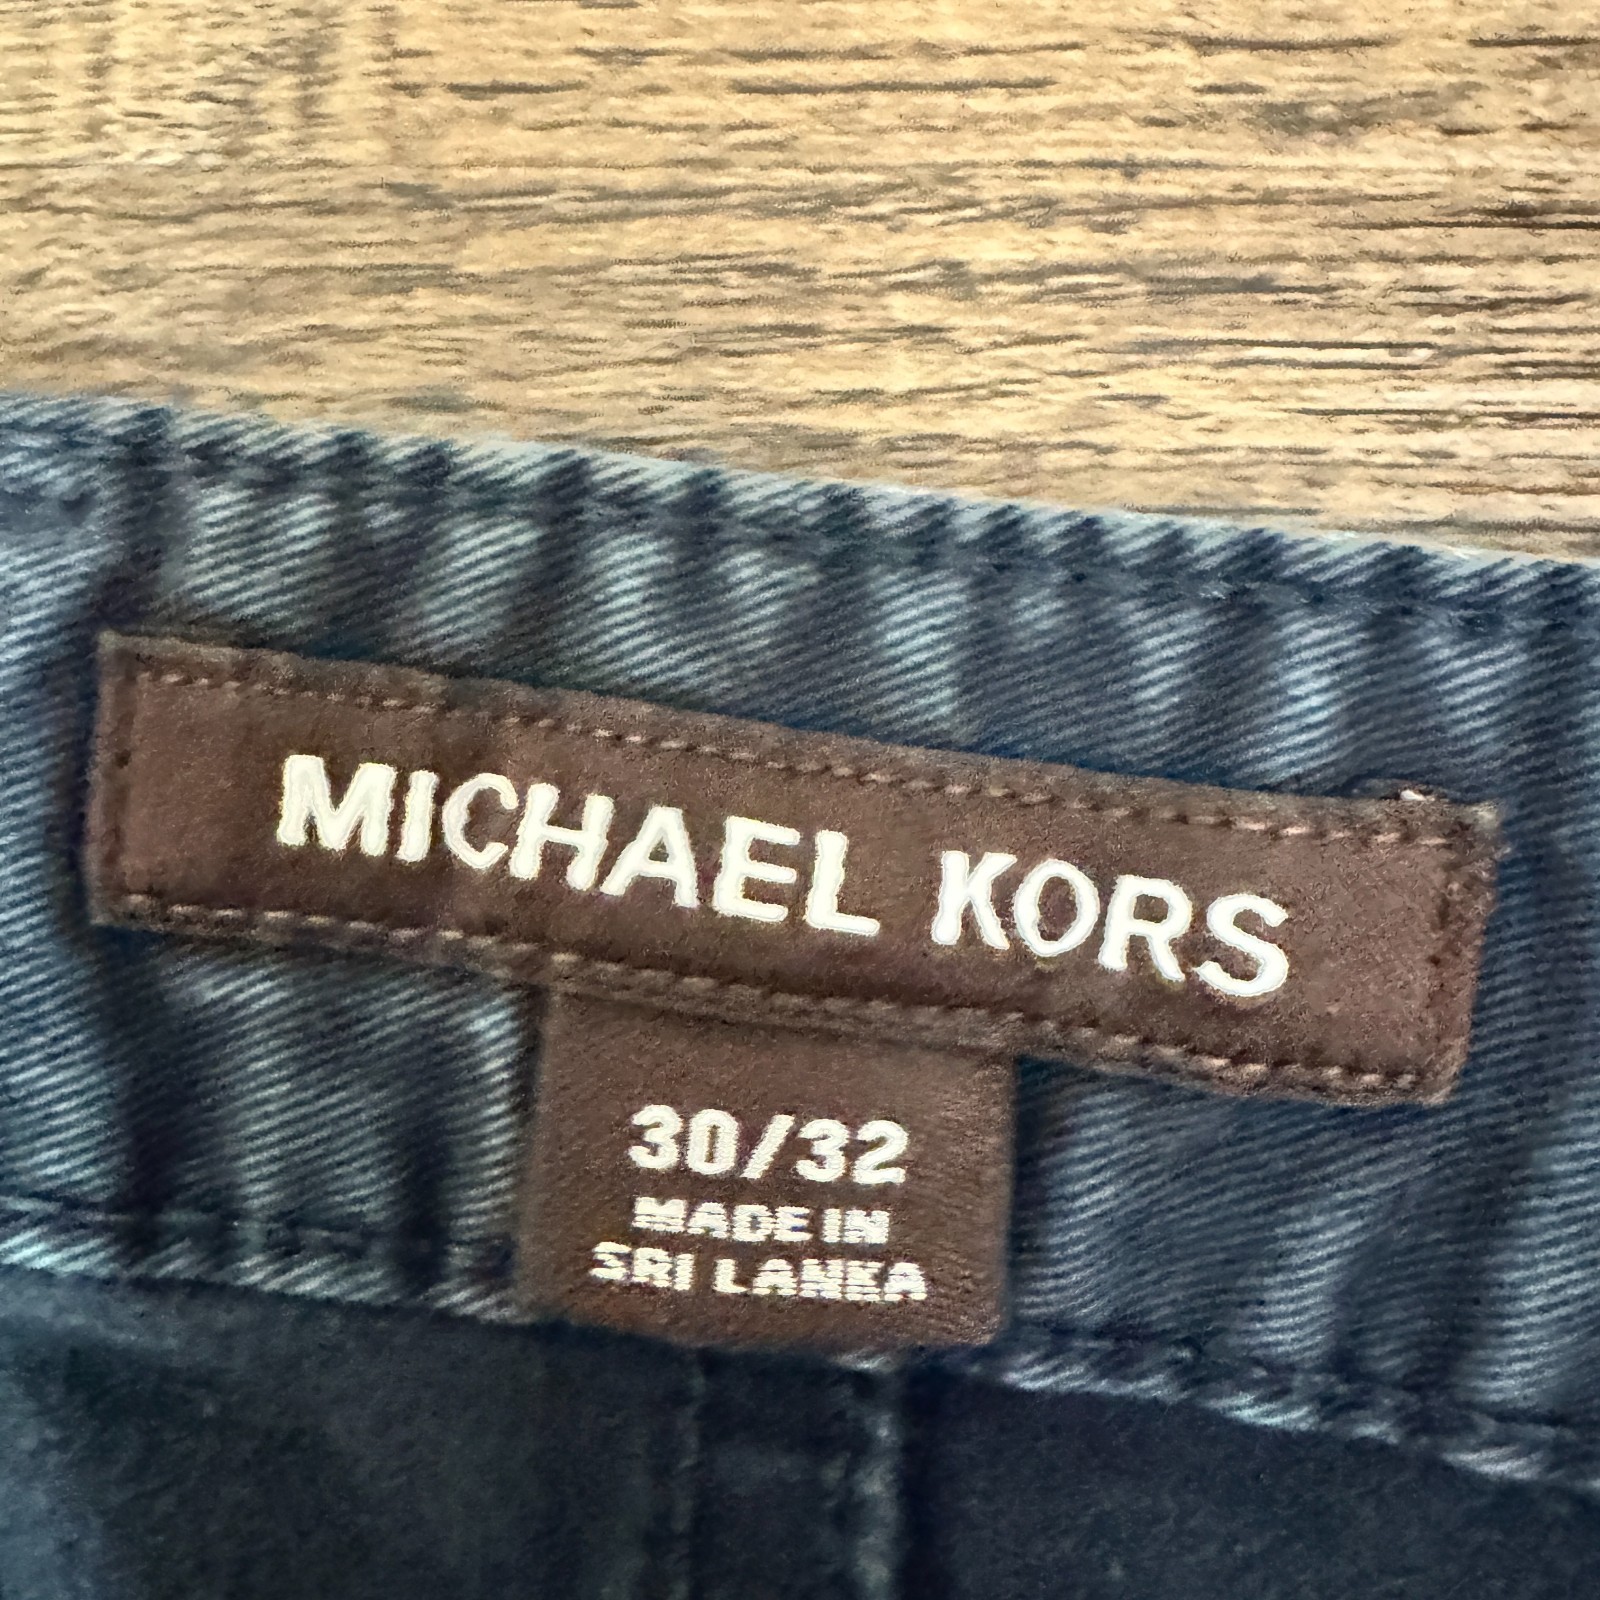 MICHAEL KORS
30/32
MADE IN
SRI LANKA